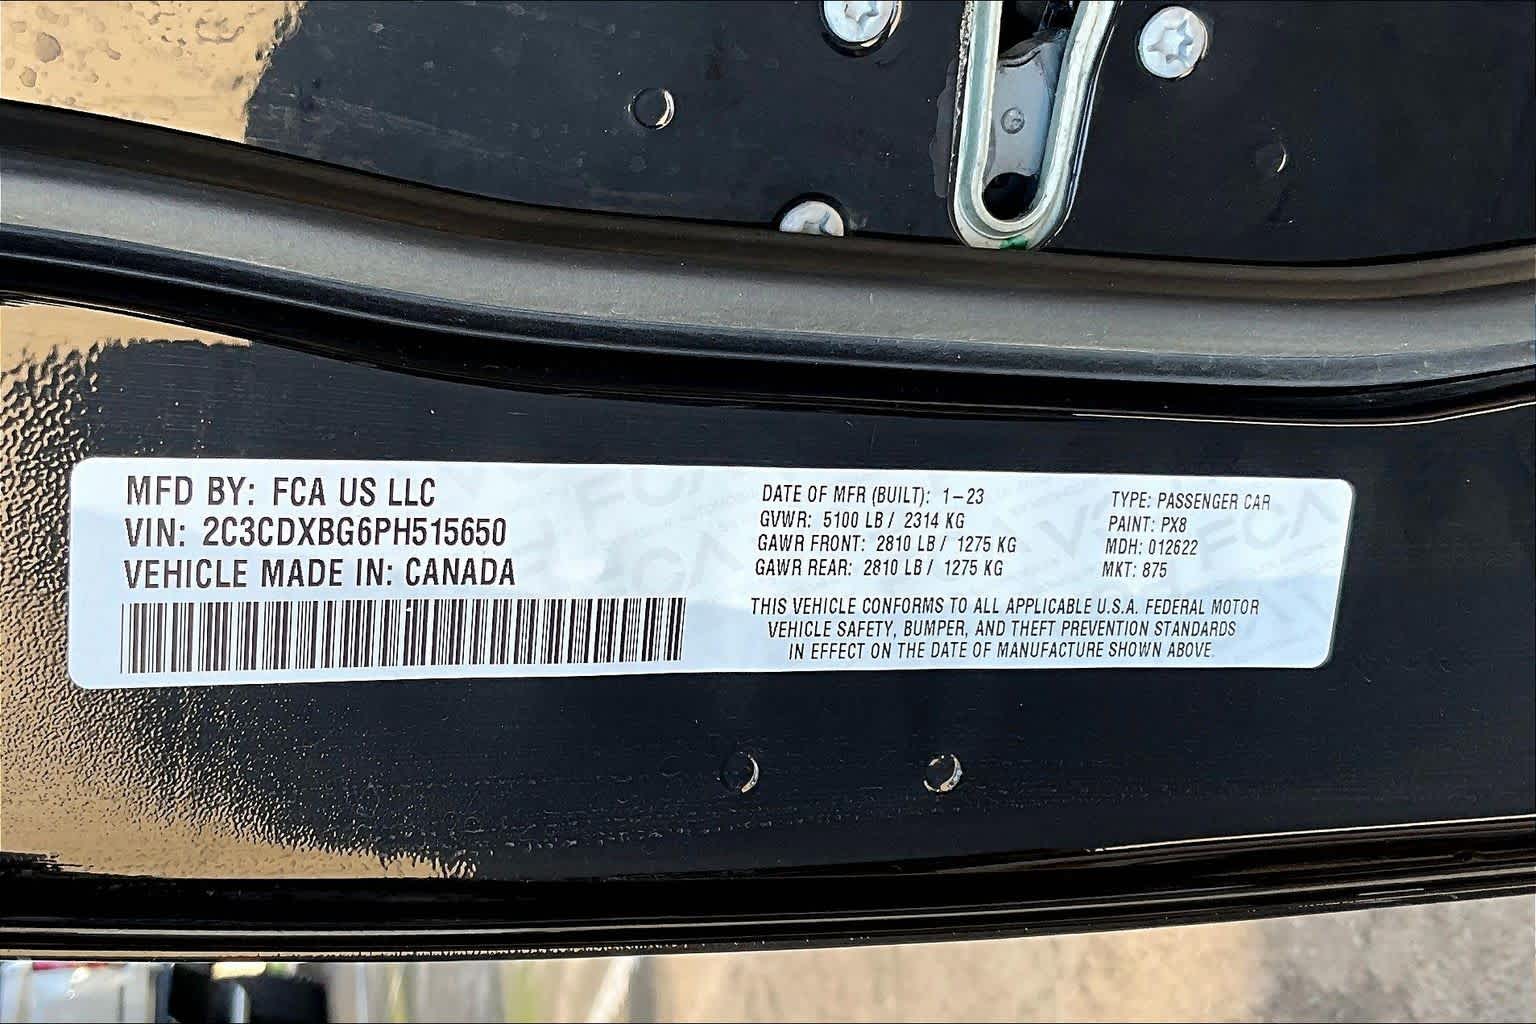 MFD BY: FCA US LLC
VIN: 2C3CDXBG6PH515650
VEHICLE MADE IN: CANADA
DATE OF MFR (BUILT): 1-23
GVWR: 5100 LB / 2314 KG
GAWR FRONT: 2810 LB / 1275 KG
GAWR REAR: 2810 LB / 1275 KG
TYPE: PASSENGER CAR
PAINT: PX8
MDH: 012622
MKT: 875
THIS VEHICLE CONFORMS TO ALL APPLICABLE U.S.A. FEDERAL MOTOR
VEHICLE SAFETY, BUMPER, AND THEFT PREVENTION STANDARDS
IN EFFECT ON THE DATE OF MANUFACTURE SHOWN ABOVE.